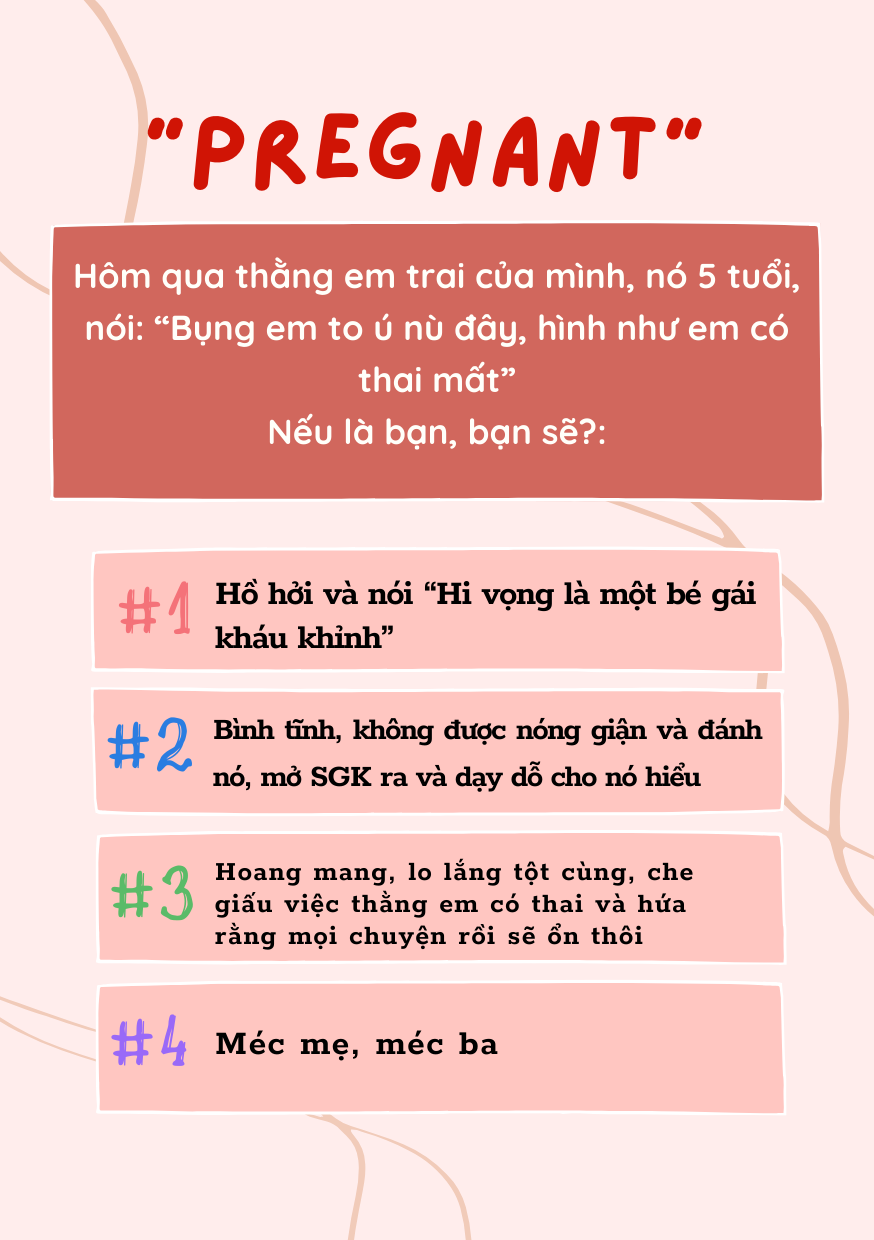 "PREGNANT"
Hôm qua thằng em trai của mình, nó 5 tuổi,
nói: “Bụng em to ú nù đây, hình như em có
thai mất”
Nếu là bạn, bạn sẽ?:
#1 Hồ hởi và nói “Hi vọng là một bé gái
kháu khỉnh”
#2 Bình tĩnh, không được nóng giận và đánh
nó, mở SGK ra và dạy dỗ cho nó hiểu
#3 Hoang mang, lo lắng tột cùng, che
giấu việc thằng em có thai và hứa
rằng mọi chuyện rồi sẽ ổn thôi
#4 Méc mẹ, méc ba